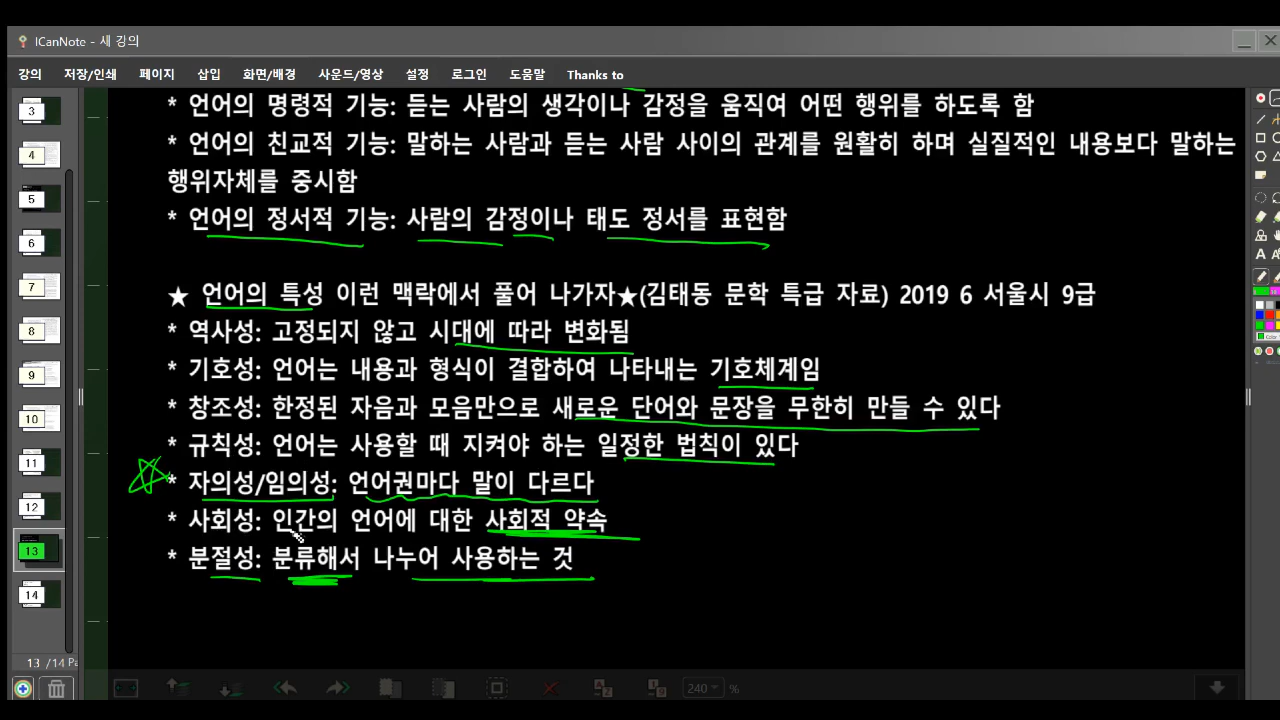 ICanNote - 새 강의
강의 저장/인쇄 페이지 삽입 화면/배경 사운드/영상 설정 로그인 도움말 Thanks to
3
4
5
6
7
8
9
10
11
12
13
14
* 언어의 명령적 기능: 듣는 사람의 생각이나 감정을 움직여 어떤 행위를 하도록 함
* 언어의 친교적 기능: 말하는 사람과 듣는 사람 사이의 관계를 원활히 하며 실질적인 내용보다 말하는
행위자체를 중시함
* 언어의 정서적 기능: 사람의 감정이나 태도 정서를 표현함
★ 언어의 특성 이런 맥락에서 풀어 나가자★(김태동 문학 특급 자료) 2019 6 서울시 9급
* 역사성: 고정되지 않고 시대에 따라 변화됨
* 기호성: 언어는 내용과 형식이 결합하여 나타내는 기호체계임
* 창조성: 한정된 자음과 모음만으로 새로운 단어와 문장을 무한히 만들 수 있다
* 규칙성: 언어는 사용할 때 지켜야 하는 일정한 법칙이 있다
* 자의성/임의성: 언어권마다 말이 다르다
* 사회성: 인간의 언어에 대한 사회적 약속
* 분절성: 분류해서 나누어 사용하는 것
13 /14 Pa
240 %